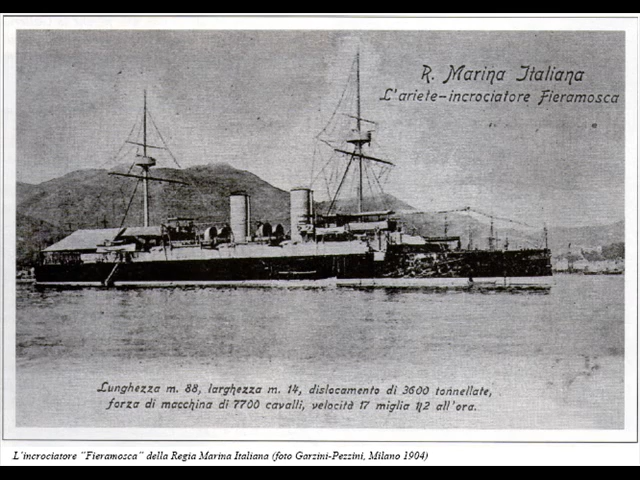 R. Marina Italiana
L'ariete-incrociatore Fieramosca
Lunghezza m. 88, larghezza m. 14, dislocamento di 3600 tonnellate,
forza di macchina di 7700 cavalli, velocità 17 miglia 1/2 all'ora.
L'incrociatore "Fieramosca" della Regia Marina Italiana (foto Garzini-Pezzini, Milano 1904)